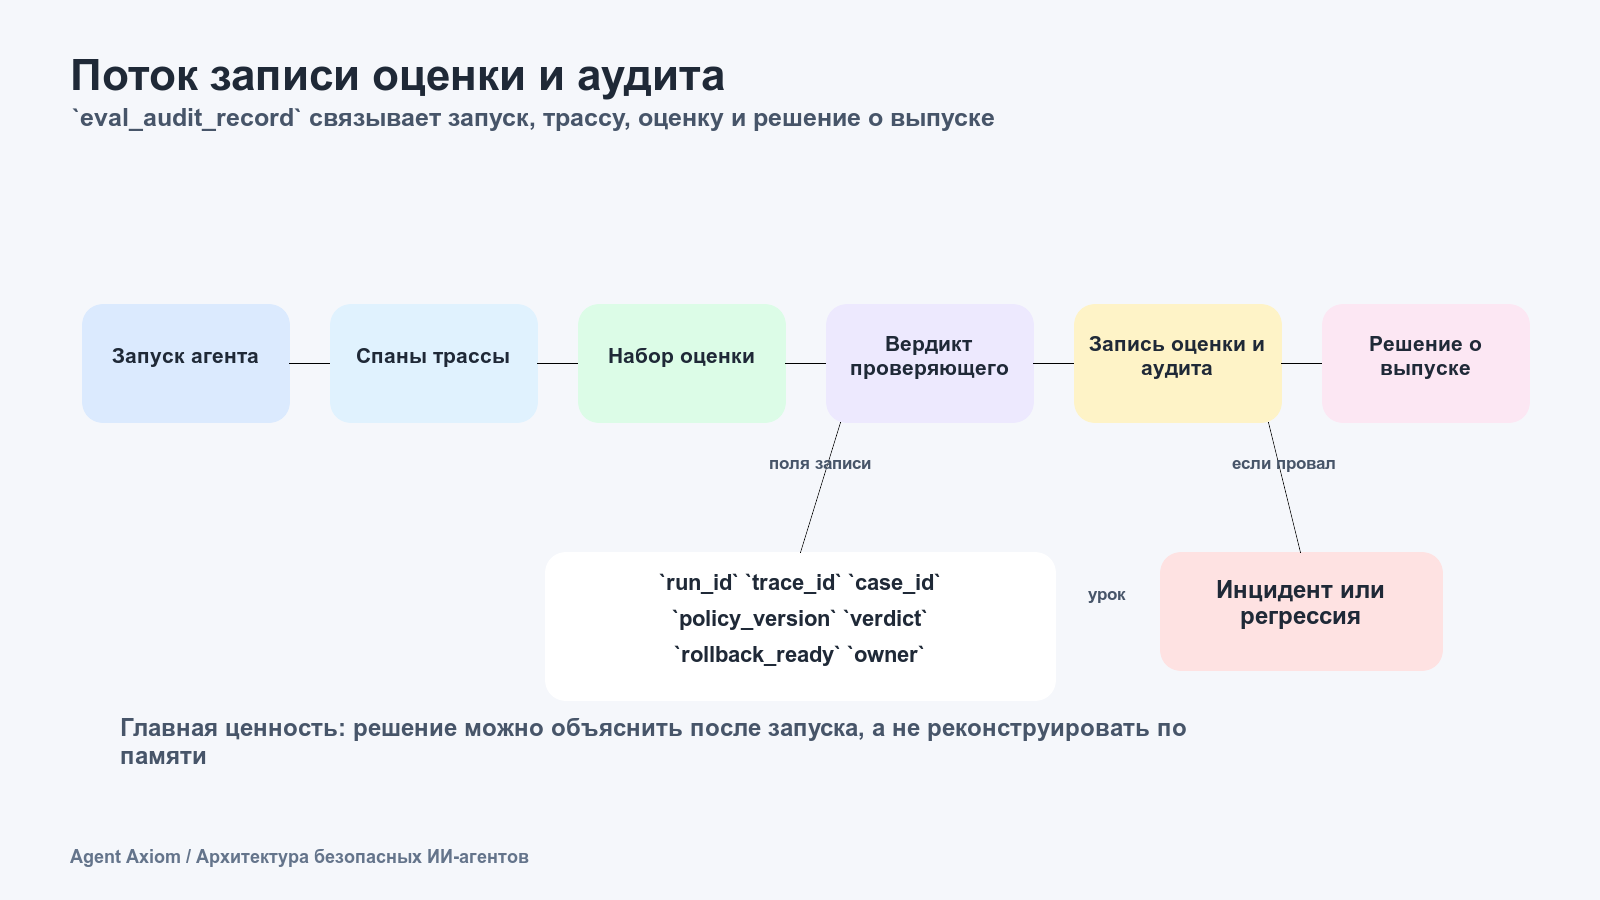 Поток записи оценки и аудита
`eval_audit_record` связывает запуск, трассу, оценку и решение о выпуске
Запуск агента
Спаны трассы
Набор оценки
Вердикт
проверяющего
Запись оценки и
аудита
Решение о
выпуске
поля записи
если провал
`run_id` `trace_id` `case_id`
`policy_version` `verdict`
`rollback_ready` `owner`
урок
Инцидент или
регрессия
Главная ценность: решение можно объяснить после запуска, а не реконструировать по
памяти
Agent Axiom / Архитектура безопасных ИИ-агентов